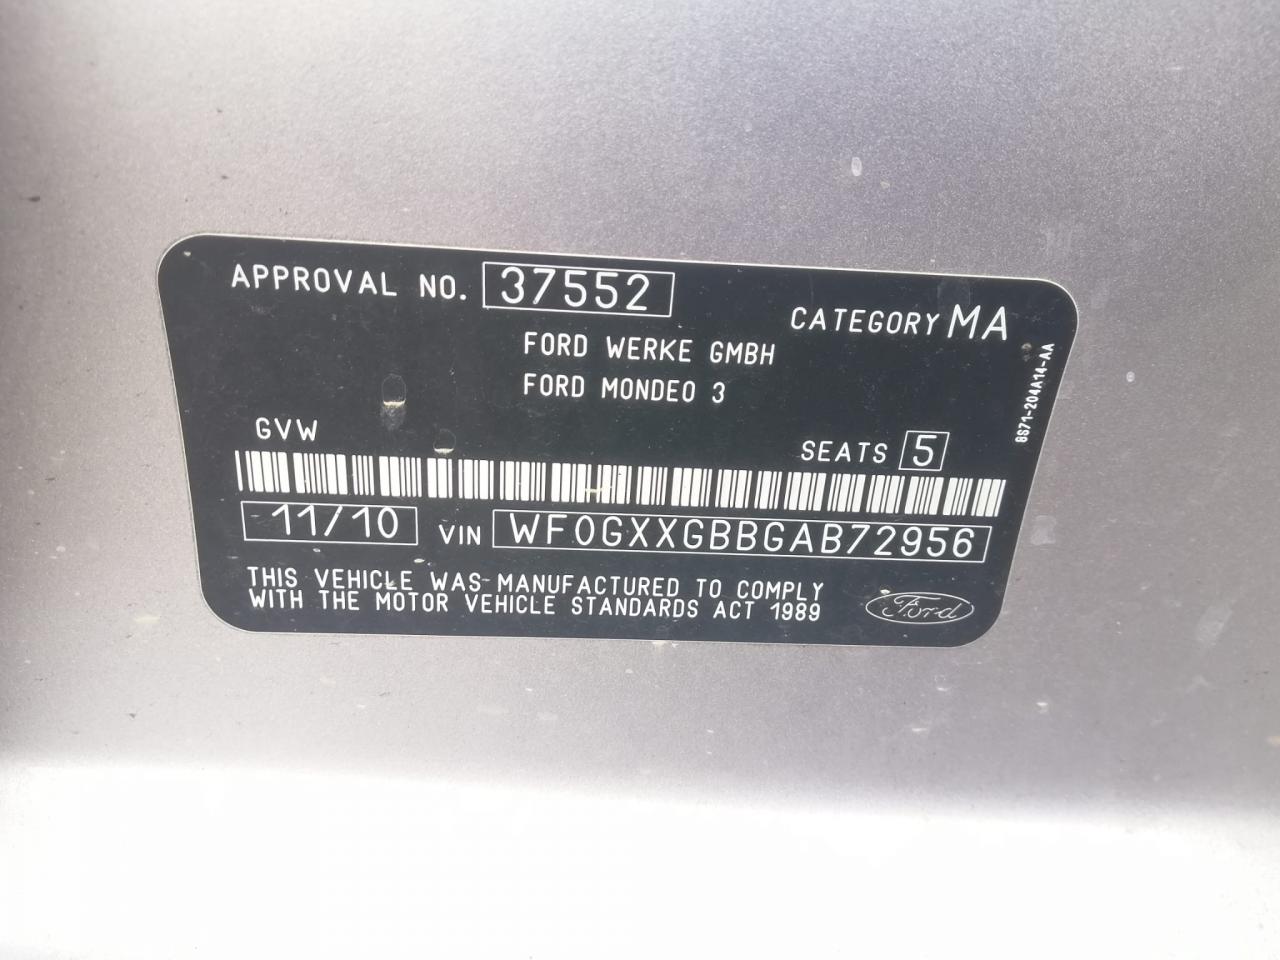 APPROVAL NO. 37552
CATEGORY MA
FORD WERKE GMBH
FORD MONDEO 3
8S71-204A14-AA
GVW
SEATS 5
11/10 VIN WF0GXXGBBGAB72956
THIS VEHICLE WAS MANUFACTURED TO COMPLY
WITH THE MOTOR VEHICLE STANDARDS ACT 1989
Ford